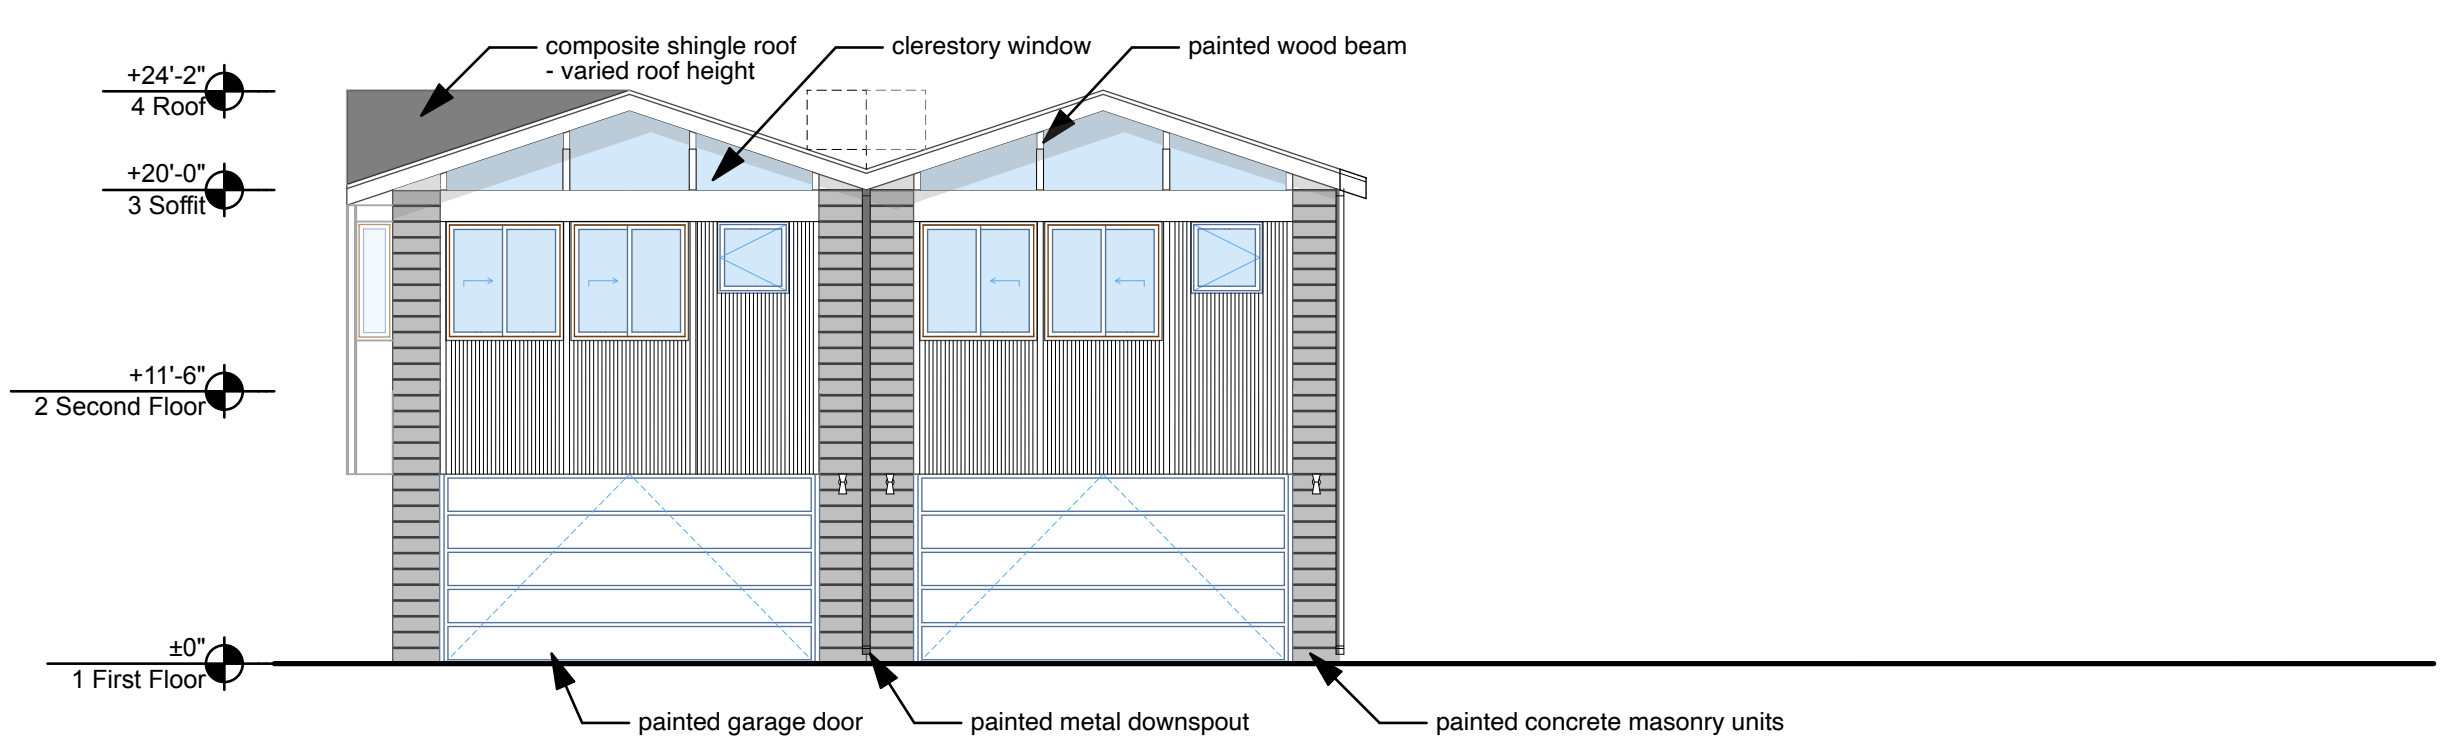 composite shingle roof
- varied roof height
clerestory window
painted wood beam
+24'-2"
4 Roof
+20'-0"
3 Soffit
+11'-6"
2 Second Floor
±0"
1 First Floor
painted garage door
painted metal downspout
painted concrete masonry units